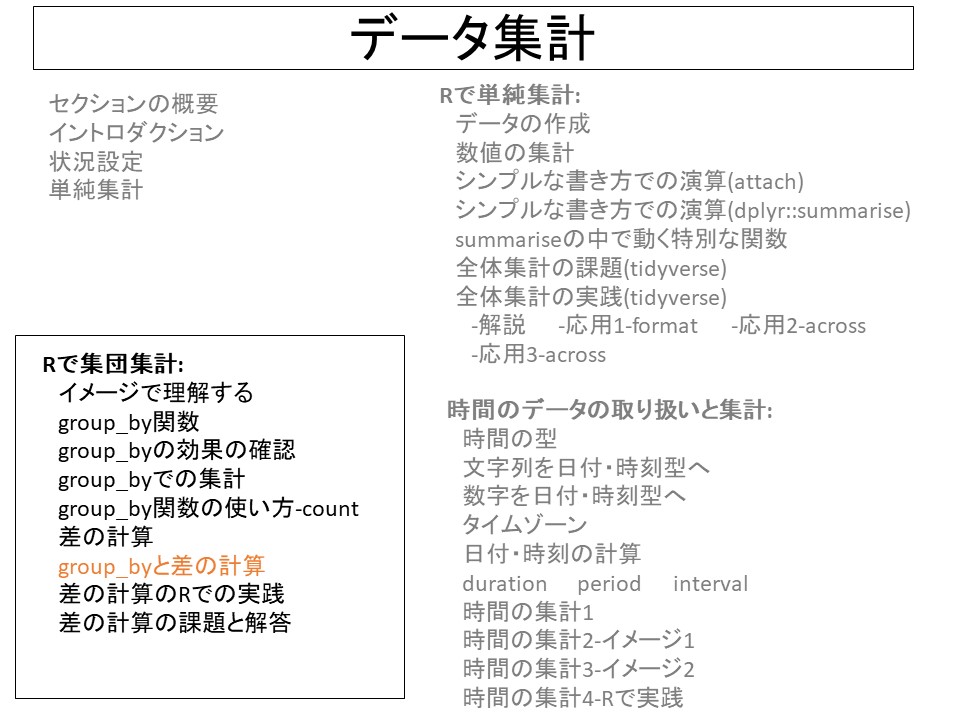 データ集計
セクションの概要
イントロダクション
状況設定
単純集計
Rで単純集計:
データの作成
数値の集計
シンプルな書き方での演算(attach)
シンプルな書き方での演算(dplyr::summarise)
summariseの中で動く特別な関数
全体集計の課題(tidyverse)
全体集計の実践(tidyverse)
-解説 -応用1-format -応用2-across
-応用3-across
Rで集団集計:
イメージで理解する
group_by関数
group_byの効果の確認
group_byでの集計
group_by関数の使い方-count
差の計算
group_byと差の計算
差の計算のRでの実践
差の計算の課題と解答
時間のデータの取り扱いと集計:
時間の型
文字列を日付・時刻型へ
数字を日付・時刻型へ
タイムゾーン
日付・時刻の計算
duration period interval
時間の集計1
時間の集計2-イメージ1
時間の集計3-イメージ2
時間の集計4-Rで実践